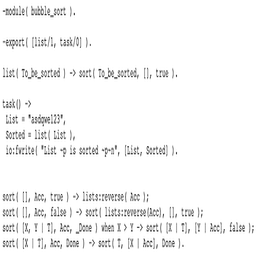 -module( bubble_sort ).
-export( [list/1, task/0] ).
list( To_be_sorted ) -> sort( To_be_sorted, [], true ).
task() ->
List = "asdqwe123",
Sorted = list( List ),
io:fwrite( "List ~p is sorted ~p~n", [List, Sorted] ).
sort( [], Acc, true ) -> lists:reverse( Acc );
sort( [], Acc, false ) -> sort( lists:reverse(Acc), [], true );
sort( [X, Y | T], Acc, _Done ) when X > Y -> sort( [X | T], [Y | Acc], false );
sort( [X | T], Acc, Done ) -> sort( T, [X | Acc], Done ).